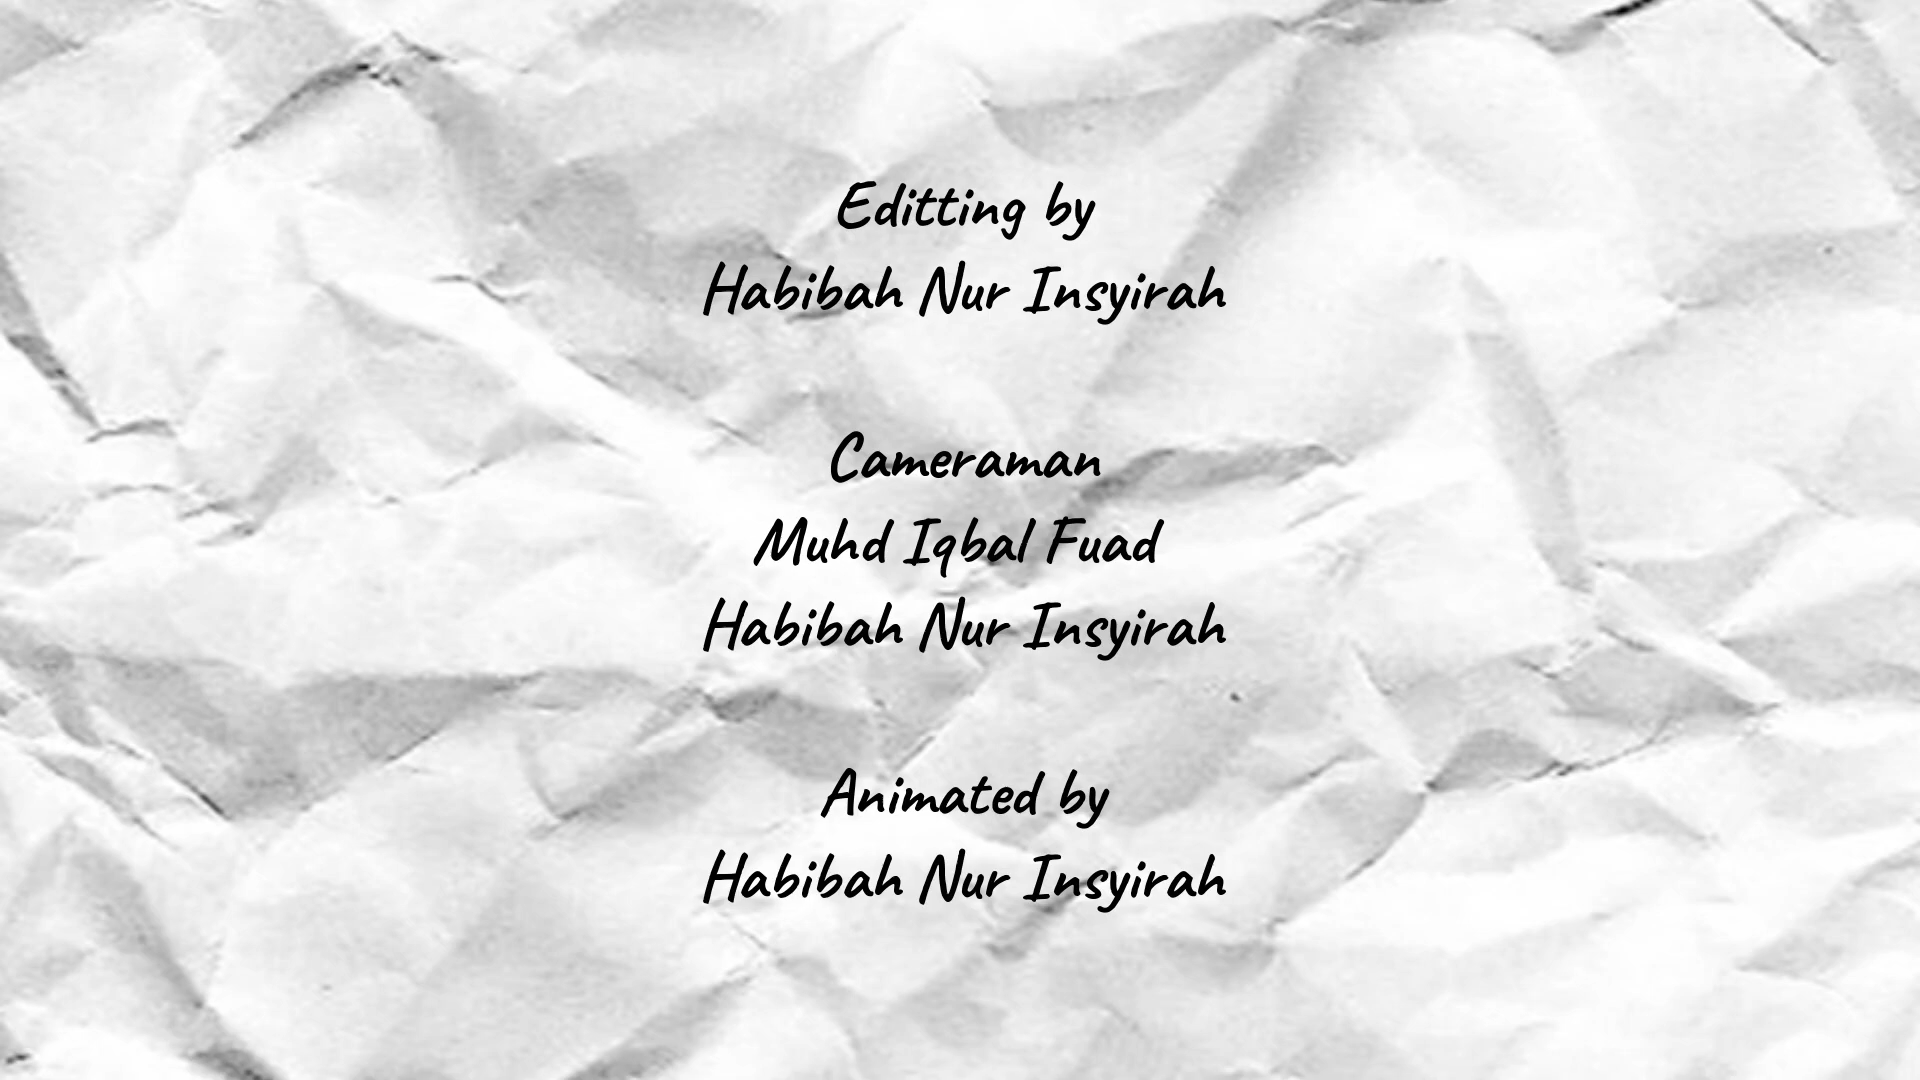 Editting by
Habibah Nur Insyirah
Cameraman
Muhd Iqbal Fuad
Habibah Nur Insyirah
Animated by
Habibah Nur Insyirah